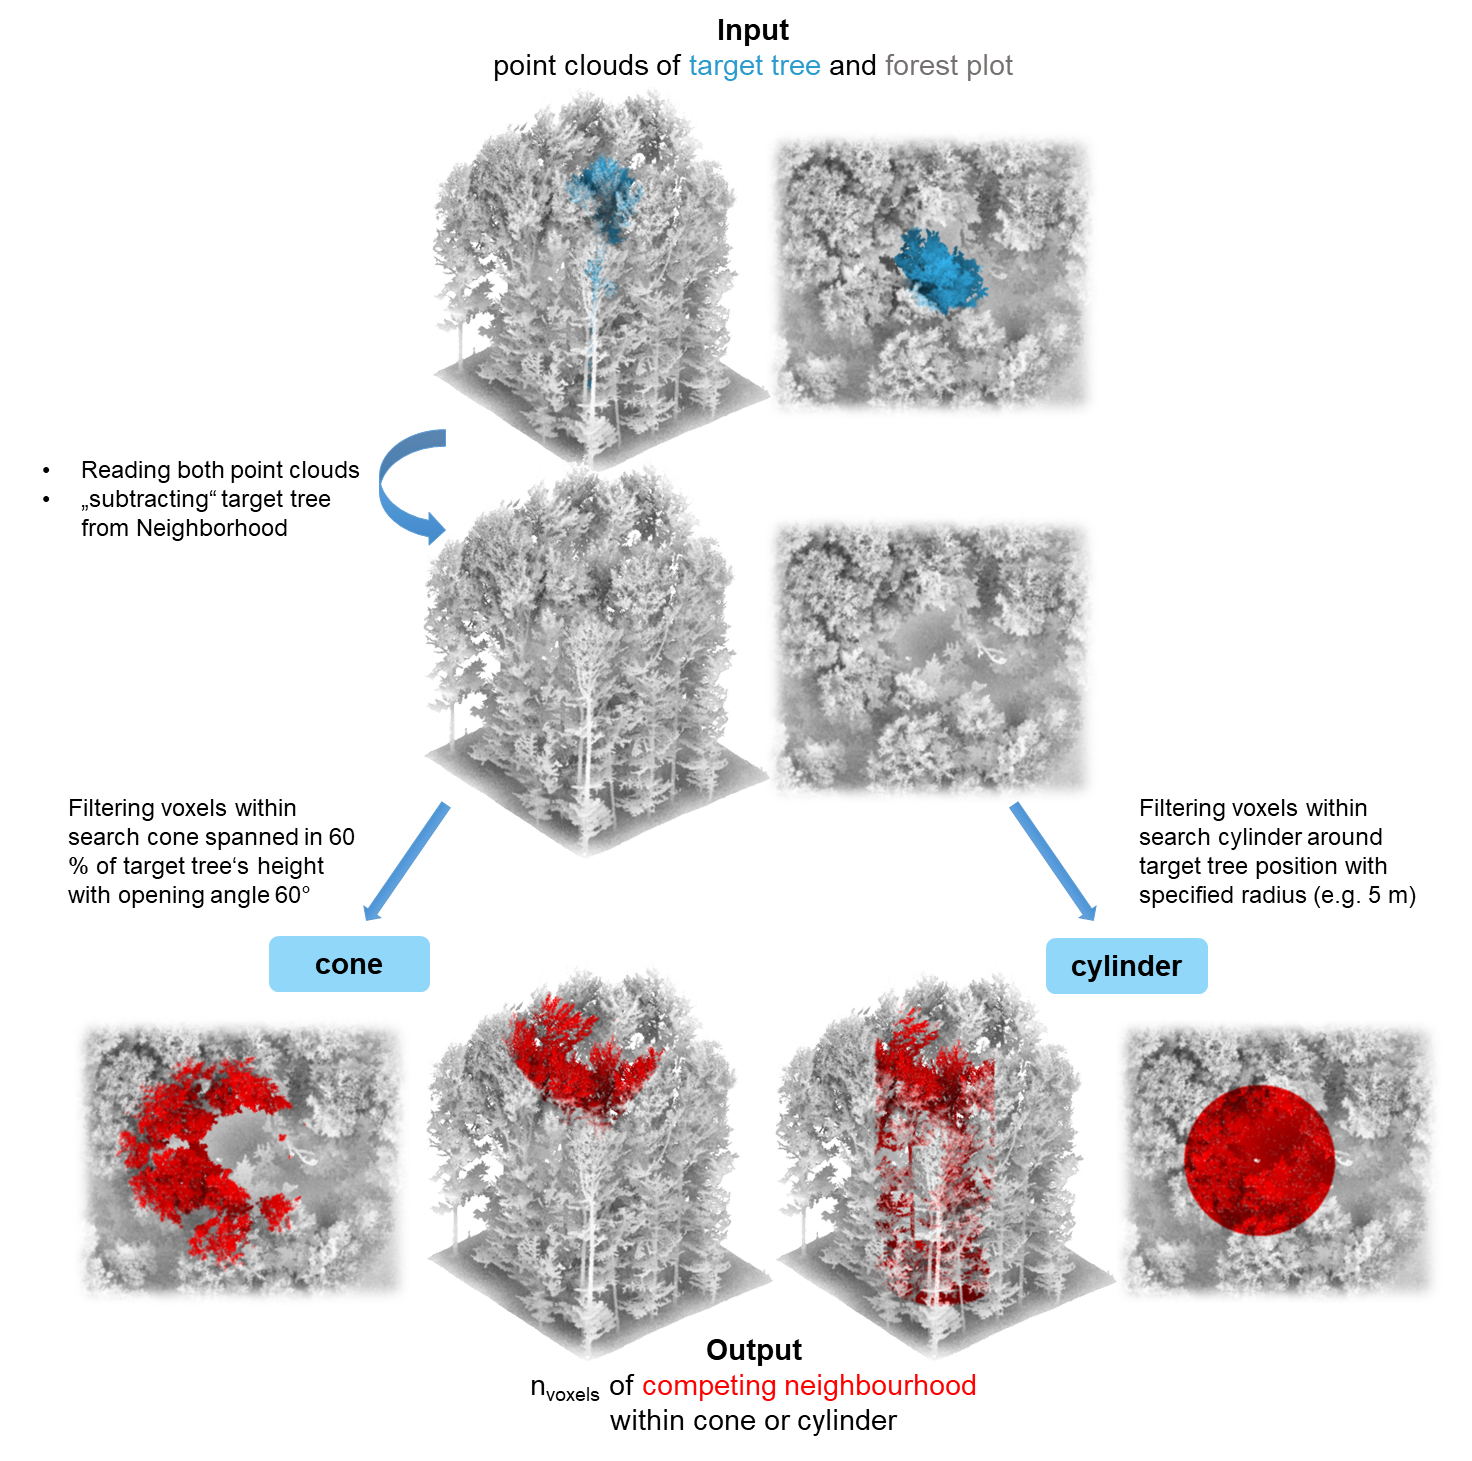 Input
point clouds of target tree and forest plot
• Reading both point clouds
• „subtracting“ target tree
from Neighborhood
Filtering voxels within
search cone spanned in 60
% of target tree‘s height
with opening angle 60°
Filtering voxels within
search cylinder around
target tree position with
specified radius (e.g. 5 m)
cone
cylinder
Output
nvoxels of competing neighbourhood
within cone or cylinder